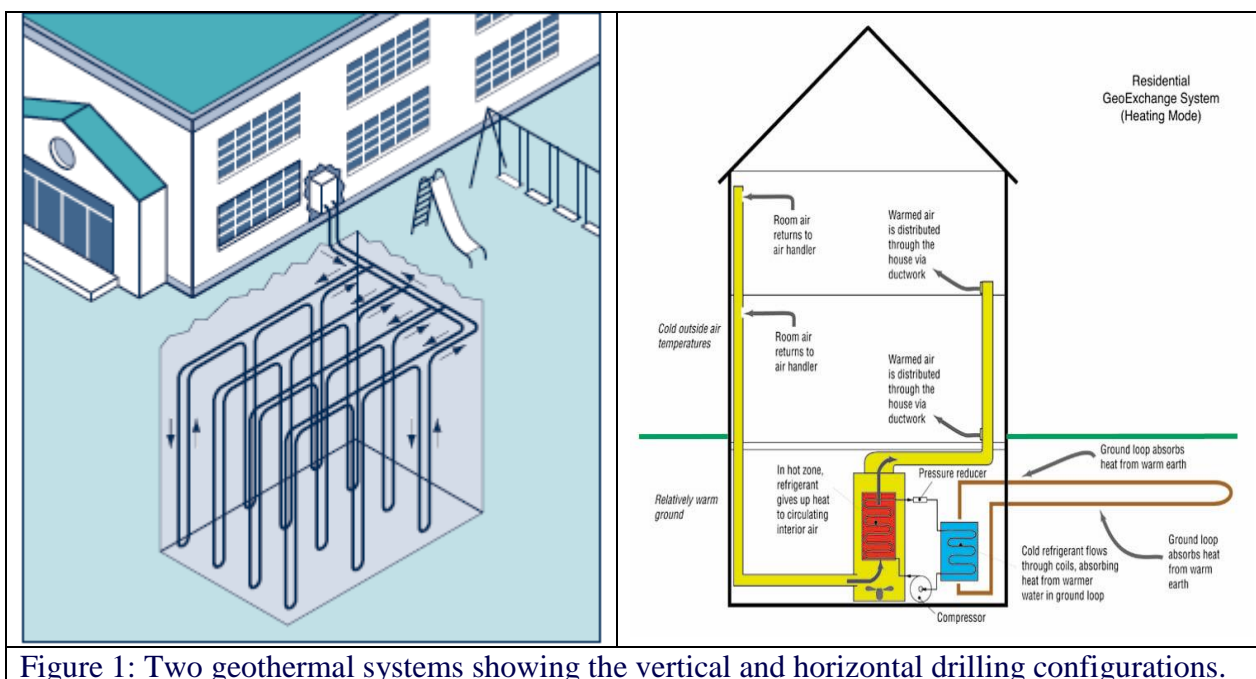 Residential
GeoExchange System
(Heating Mode)
Room air
returns to
air handler
Warmed air
is distributed
through the
house via
ductwork
Cold outside air
temperatures
Room air
returns to
air handler
Warmed air
is distributed
through the
house via
ductwork
Ground loop absorbs
heat from warm earth
In hot zone,
refrigerant
gives up heat
to circulating
interior air
Pressure reducer
Relatively warm
ground
Cold refrigerant flows
through coils, absorbing
heat from warmer
water in ground loop
Ground loop
absorbs heat
from warm
earth
Compressor
Figure 1: Two geothermal systems showing the vertical and horizontal drilling configurations.